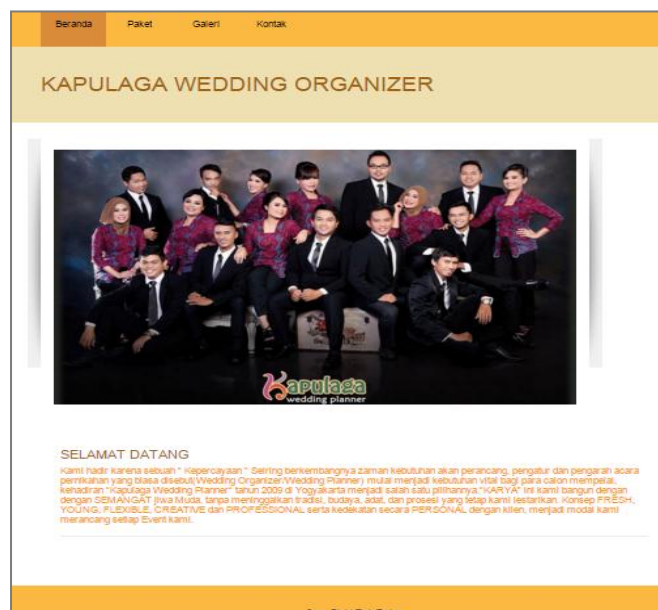 Beranda Paket Galeri Kontak
KAPULAGA WEDDING ORGANIZER
Kapulaga
wedding planner
SELAMAT DATANG
Kami hadir karena sebuah " Kepercayaan " Seiring berkembangnya zaman kebutuhan akan perancang, pengatur dan pengarah acara
pernikahan yang biasa disebut(Wedding Organizer/Wedding Planner) mulai menjadi kebutuhan vital bagi para calon mempelai,
kehadiran "Kapulaga Wedding Planner" tahun 2009 di Yogyakarta menjadi salah satu pilihannya."KARYA" ini kami bangun dengan
dengan SEMANGAT jiwa Muda, tanpa meninggalkan tradisi, budaya, adat, dan prosesi yang tetap kami lestarikan. Konsep FRESH,
YOUNG, FLEXIBLE, CREATIVE dan PROFESSIONAL serta kedekatan secara PERSONAL dengan klien, menjadi modal kami
merancang setiap Event kami.